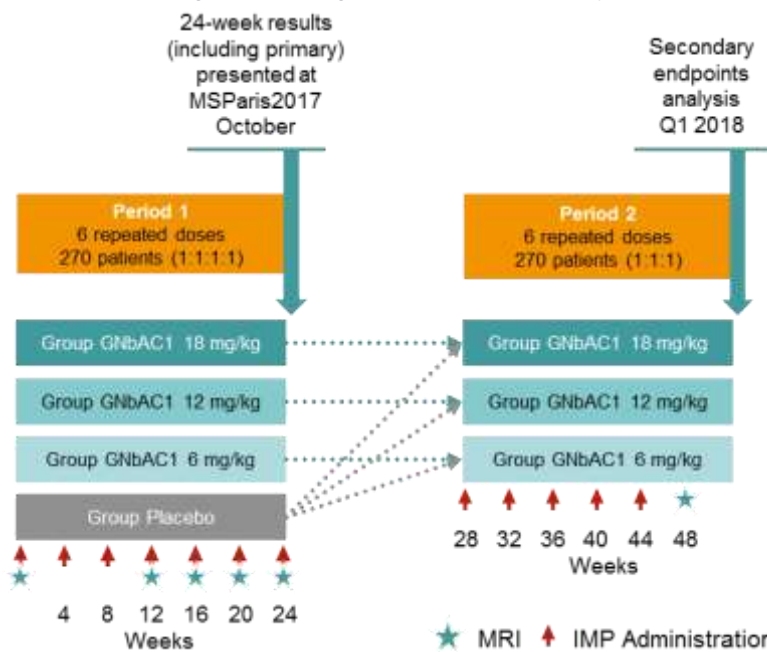 24-week results
(including primary)
presented at
MSParis2017
October
Secondary
endpoints
analysis
Q1 2018
Period 1
6 repeated doses
270 patients (1:1:1:1)
Period 2
6 repeated doses
270 patients (1:1:1)
Group GNbAC1 18 mg/kg
Group GNbAC1 18 mg/kg
Group GNbAC1 12 mg/kg
Group GNbAC1 12 mg/kg
Group GNbAC1 6 mg/kg
Group GNbAC1 6 mg/kg
Group Placebo
28 32 36 40 44 48
Weeks
4 8 12 16 20 24
Weeks
MRI IMP Administration